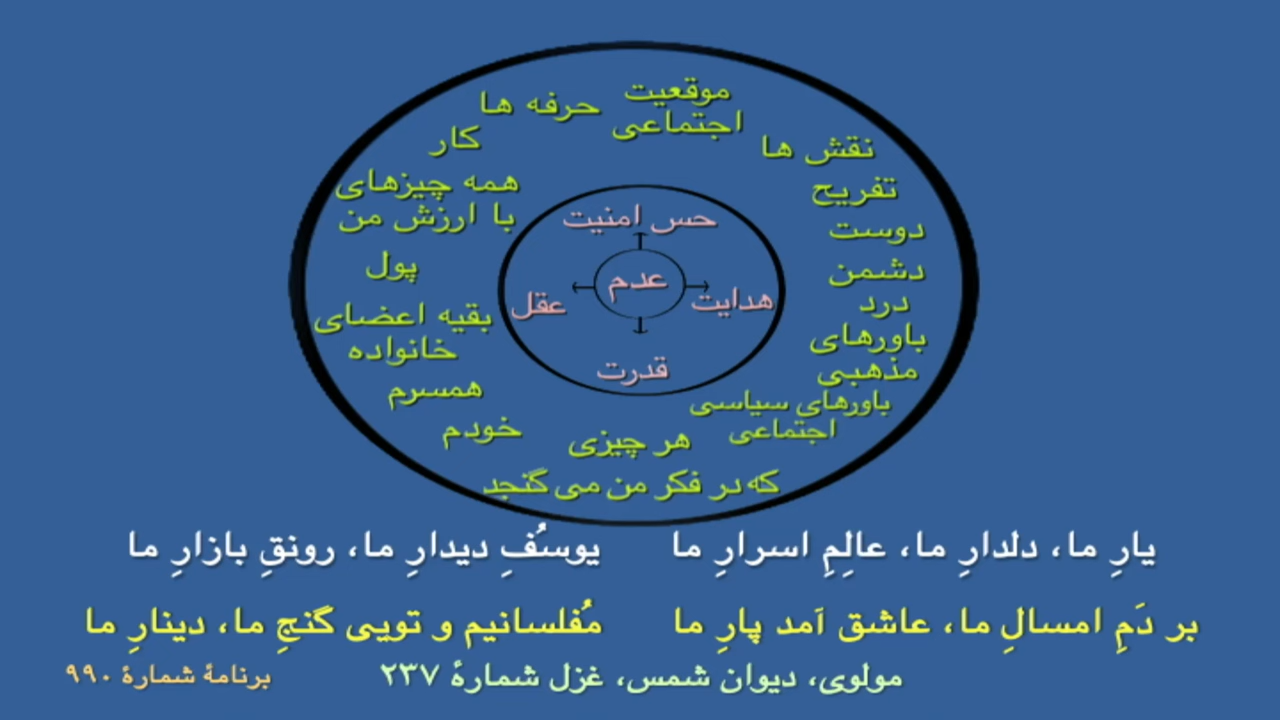 موقعیت
اجتماعی
حرفه ها
کار
همه چیزهای
با ارزش من
پول
بقیه اعضای
خانواده
همسرم
خودم
هر چیزی
که در فکر من می گنجد
نقش ها
تفریح
دوست
دشمن
درد
باورهای
مذهبی
باورهای سیاسی
اجتماعی
حس امنیت
عدم
هدایت
عقل
قدرت
یارِ ما، دلدارِ ما، عالِمِ اسرارِ ما یوسُفِ دیدارِ ما، رونقِ بازارِ ما
بر دَمِ امسالِ ما، عاشق آمد پارِ ما مُفلسانیم و تویی گنجِ ما، دینارِ ما
مولوی، دیوان شمس، غزل شمارهٔ ۲۳۷
برنامهٔ شمارهٔ ۹۹۰